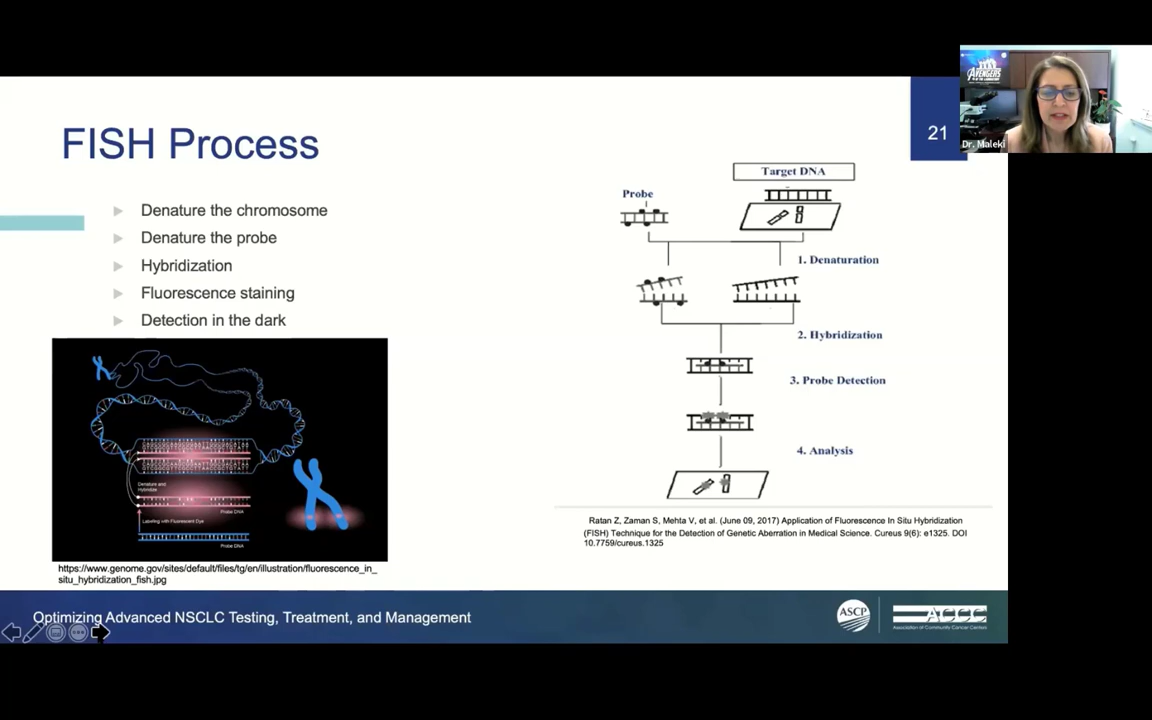 FISH Process
Denature the chromosome
Denature the probe
Hybridization
Fluorescence staining
Detection in the dark
Denature and
Hybridize
Probe DNA
Labeling with Fluorescent Dye
Probe DNA
https://www.genome.gov/sites/default/files/tg/en/illustration/fluorescence_in_
situ_hybridization_fish.jpg
21
AVENGERS
Dr. Maleki
Target DNA
Probe
1. Denaturation
2. Hybridization
3. Probe Detection
4. Analysis
Ratan Z, Zaman S, Mehta V, et al. (June 09, 2017) Application of Fluorescence In Situ Hybridization
(FISH) Technique for the Detection of Genetic Aberration in Medical Science. Cureus 9(6): e1325. DOI
10.7759/cureus.1325
Optimizing Advanced NSCLC Testing, Treatment, and Management
ASCP
ACCC
Association of Community Cancer Centers